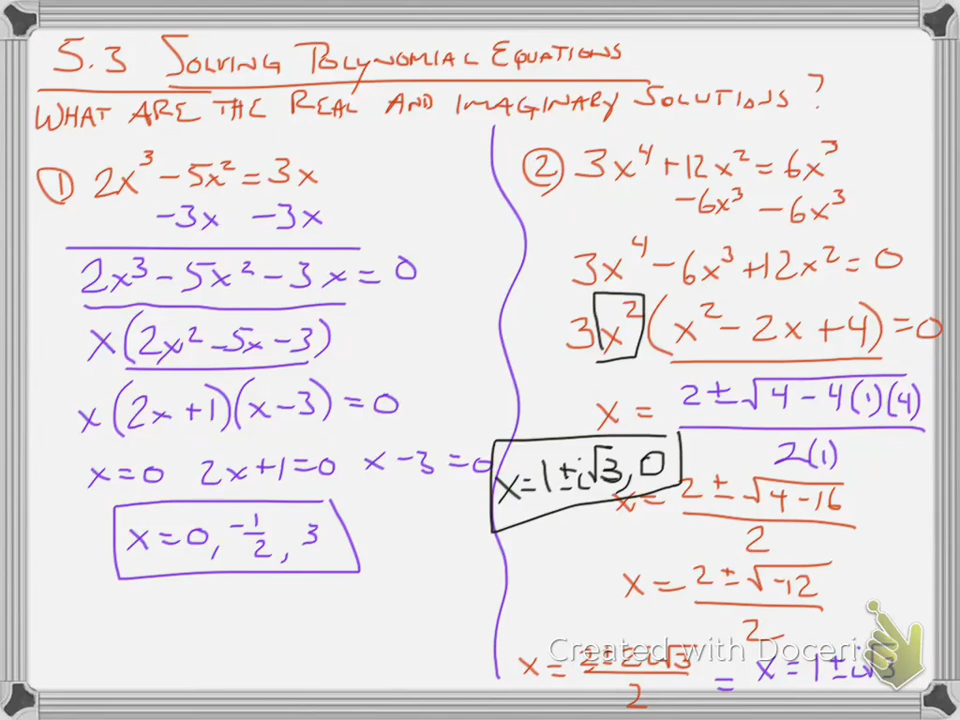 5.3 Solving Polynomial Equations
What are the Real and Imaginary Solutions?
① 2x³ - 5x² = 3x
-3x -3x
2x³ - 5x² - 3x = 0
x(2x² - 5x - 3)
x(2x + 1)(x - 3) = 0
x = 0 2x + 1 = 0 x - 3 = 0
x = 0, -1/2, 3
② 3x⁴ + 12x² = 6x³
-6x³ -6x³
3x⁴ - 6x³ + 12x² = 0
3x²(x² - 2x + 4) = 0
x = 2 ± √4 - 4(1)(4) / 2(1)
x = 1 ± i√3, 0
x = 2 ± √4 - 16 / 2
x = 2 ± √-12 / 2
x = 2 ± 2i√3 / 2 = x = 1 ± i√3
Created with Doceri